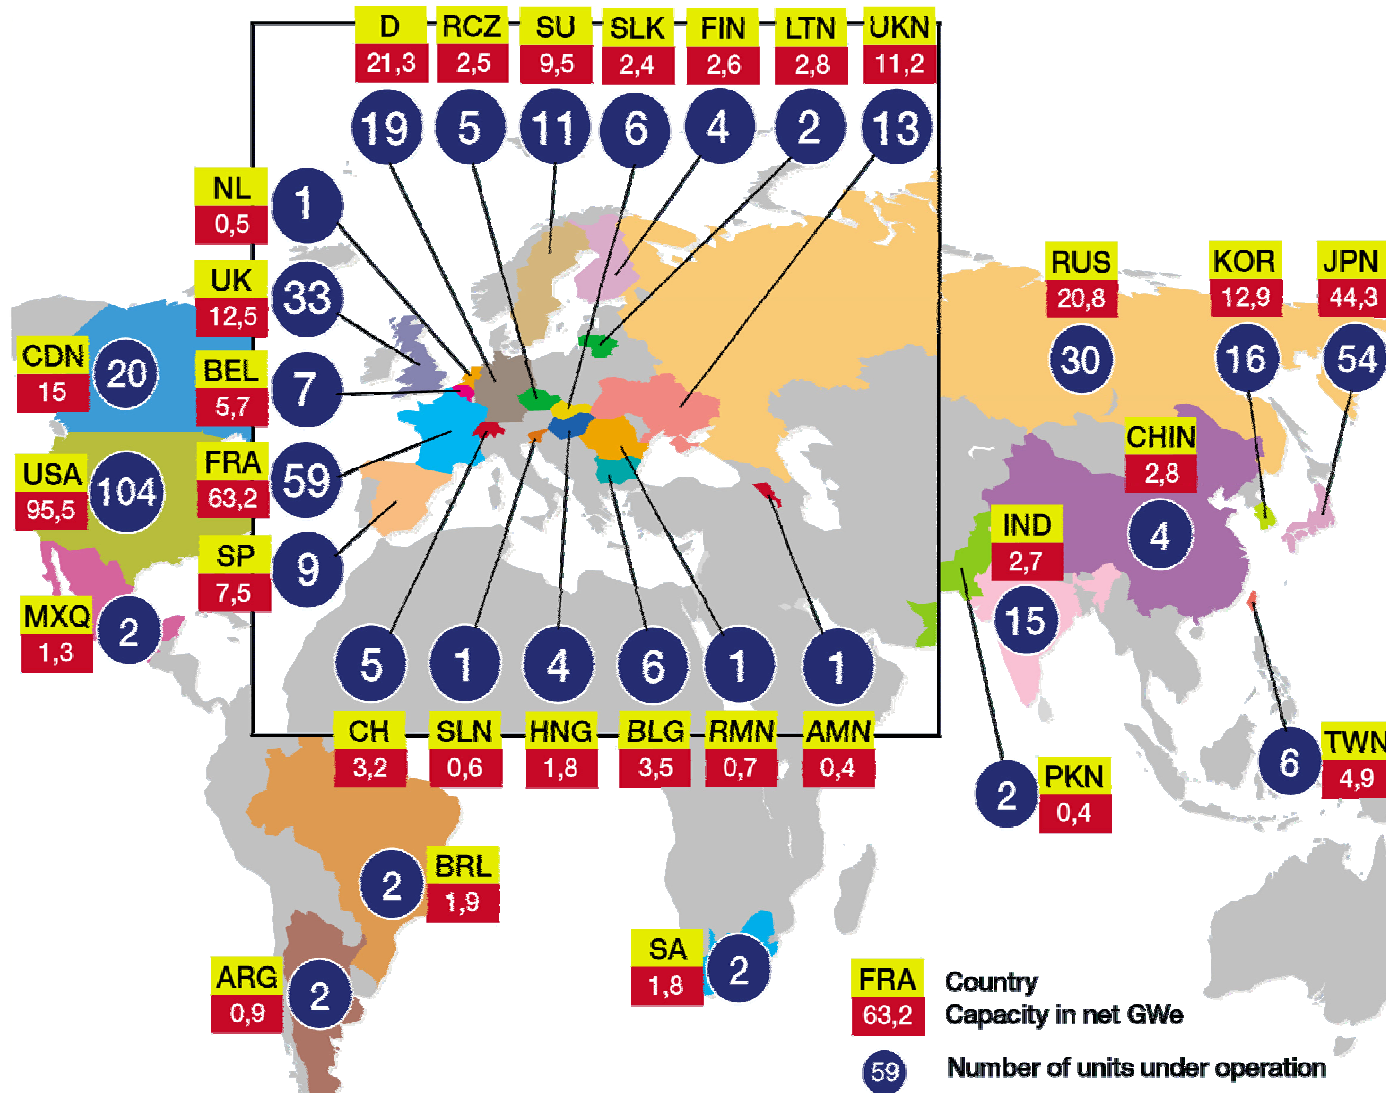 D RCZ SU SLK FIN LTN UKN
21,3 2,5 9,5 2,4 2,6 2,8 11,2
19 5 11 6 4 2 13
NL
0,5
1
UK
12,5
33
BEL
5,7
7
FRA
63,2
59
SP
7,5
9
CDN
15
20
USA
95,5
104
MXQ
1,3
2
RUS
20,8
30
KOR
12,9
16
JPN
44,3
54
CHIN
2,8
4
IND
2,7
15
5 1 4 6 1 1
CH SLN HNG BLG RMN AMN
3,2 0,6 1,8 3,5 0,7 0,4
2
PKN
0,4
6
TWN
4,9
2
BRL
1,9
ARG
0,9
2
SA
1,8
2
FRA Country
63,2 Capacity in net GWe
59 Number of units under operation